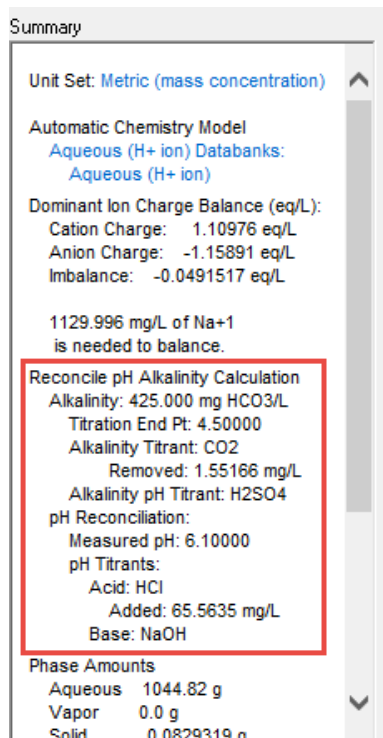 Summary
Unit Set: Metric (mass concentration)
Automatic Chemistry Model
Aqueous (H+ ion) Databanks:
Aqueous (H+ ion)
Dominant Ion Charge Balance (eq/L):
Cation Charge: 1.10976 eq/L
Anion Charge: -1.15891 eq/L
Imbalance: -0.0491517 eq/L
1129.996 mg/L of Na+1
is needed to balance.
Reconcile pH Alkalinity Calculation
Alkalinity: 425.000 mg HCO3/L
Titration End Pt: 4.50000
Alkalinity Titrant: CO2
Removed: 1.55166 mg/L
Alkalinity pH Titrant: H2SO4
pH Reconciliation:
Measured pH: 6.10000
pH Titrants:
Acid: HCl
Added: 65.5635 mg/L
Base: NaOH
Phase Amounts
Aqueous 1044.82 g
Vapor 0.0 g
Solid 0.0829319 g